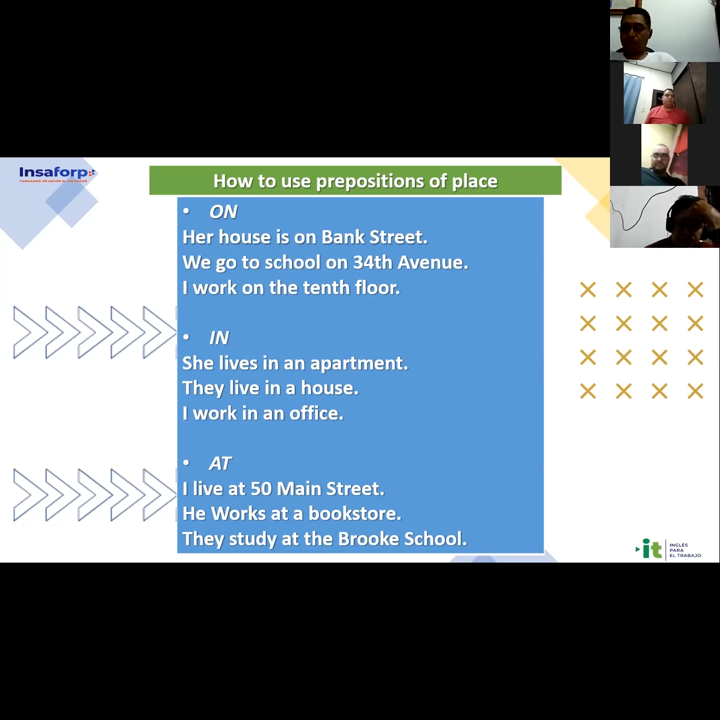 Insaforp
How to use prepositions of place
• ON
Her house is on Bank Street.
We go to school on 34th Avenue.
I work on the tenth floor.
• IN
She lives in an apartment.
They live in a house.
I work in an office.
• AT
I live at 50 Main Street.
He Works at a bookstore.
They study at the Brooke School.
it
INGLÉS
PARA
EL TRABAJO